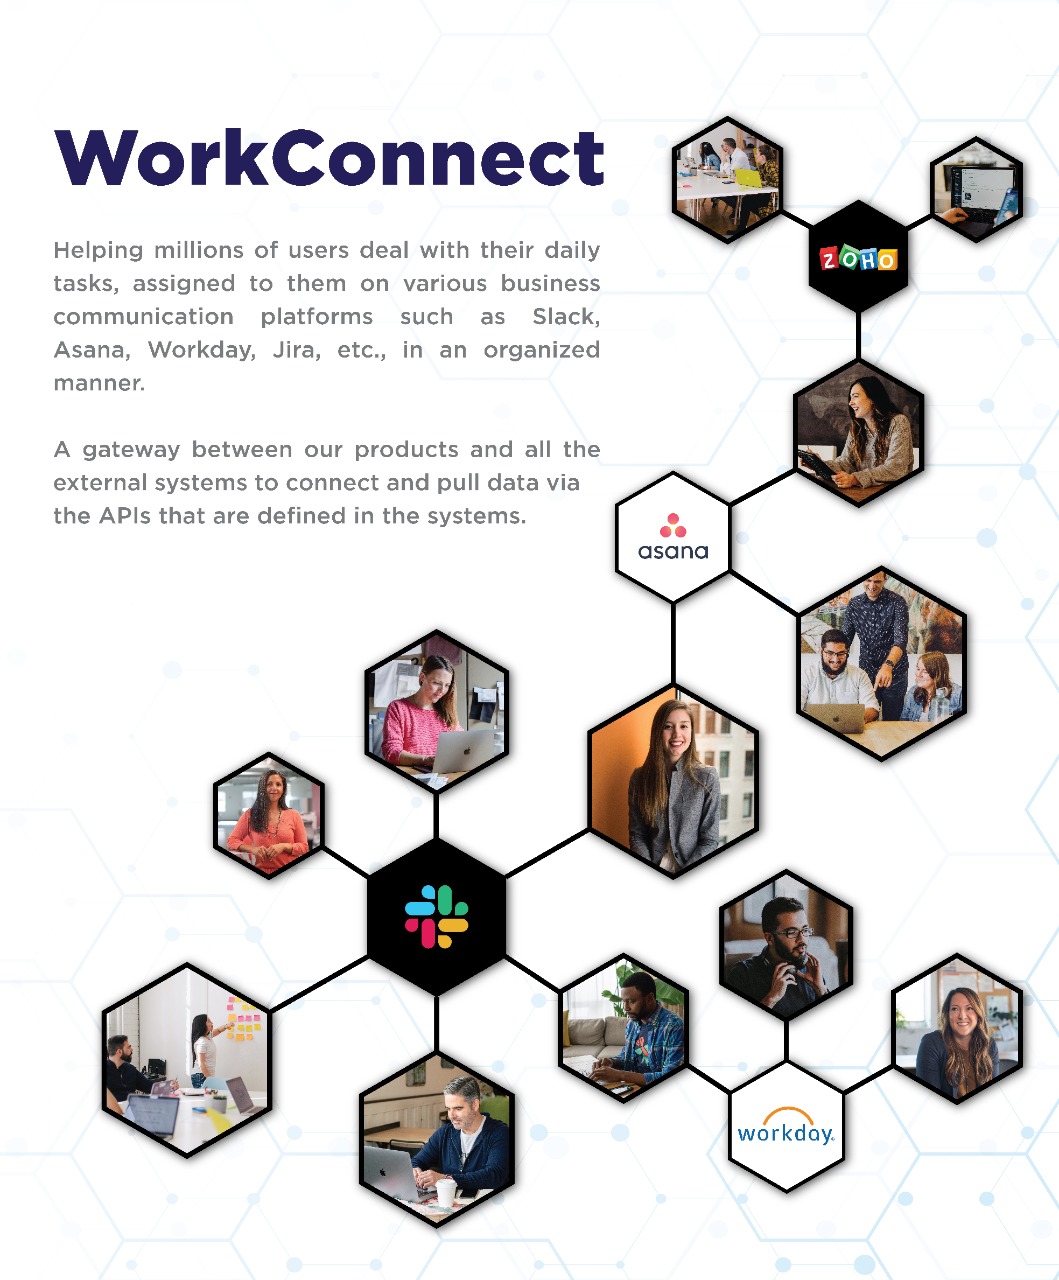 WorkConnect
Helping millions of users deal with their daily
tasks, assigned to them on various business
communication platforms such as Slack,
Asana, Workday, Jira, etc., in an organized
manner.
A gateway between our products and all the
external systems to connect and pull data via
the APIs that are defined in the systems.
ZOHO
asana
workday.